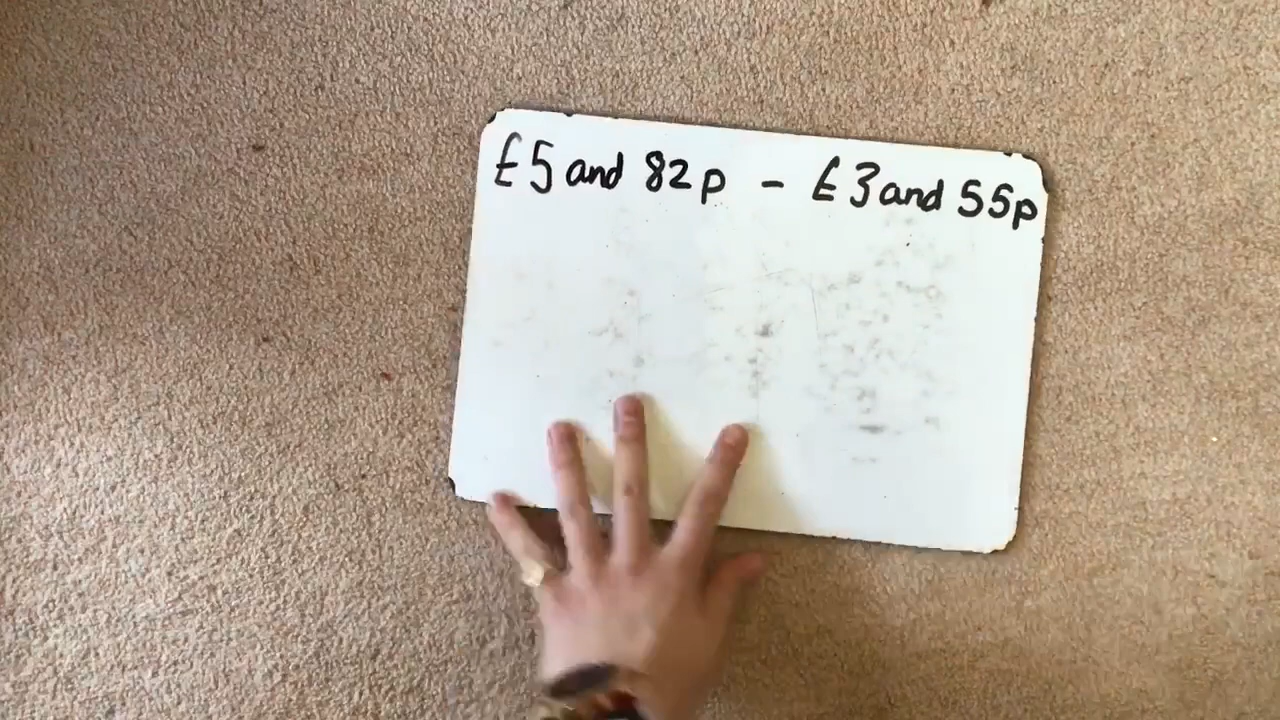 £5 and 82p - £3 and 55p